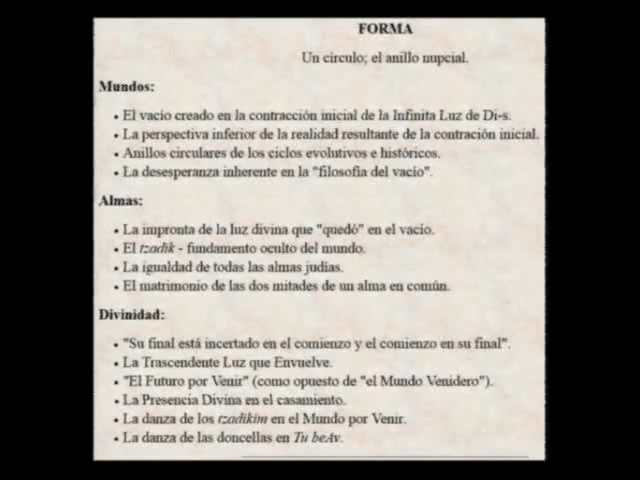 FORMA
Un circulo; el anillo nupcial.
Mundos:
• El vacío creado en la contracción inicial de la Infinita Luz de Di-s.
• La perspectiva inferior de la realidad resultante de la contración inicial.
• Anillos circulares de los ciclos evolutivos e históricos.
• La desesperanza inherente en la "filosofía del vacío".
Almas:
• La impronta de la luz divina que "quedó" en el vacío.
• El tzadik - fundamento oculto del mundo.
• La igualdad de todas las almas judías.
• El matrimonio de las dos mitades de un alma en común.
Divinidad:
• "Su final está incertado en el comienzo y el comienzo en su final".
• La Trascendente Luz que Envuelve.
• "El Futuro por Venir" (como opuesto de "el Mundo Venidero").
• La Presencia Divina en el casamiento.
• La danza de los tzadikim en el Mundo por Venir.
• La danza de las doncellas en Tu beAv.